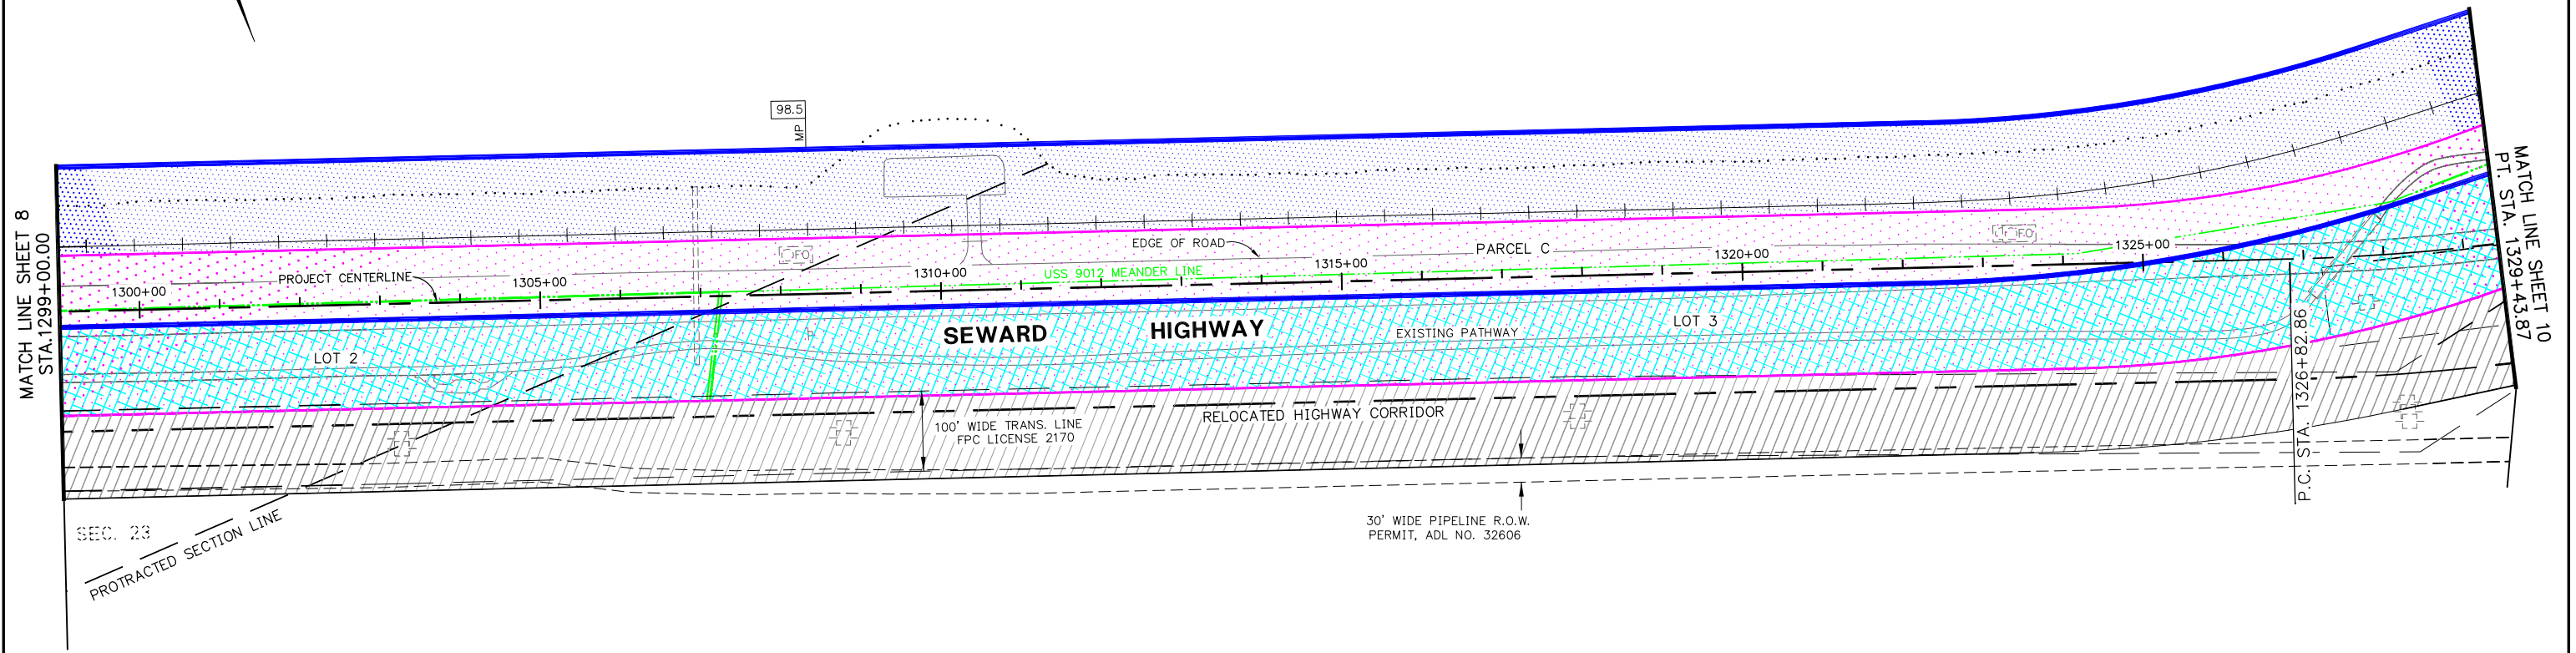 98.5
MP
MATCH LINE SHEET 8
STA.1299+00.00
MATCH LINE SHEET 10
PT. STA. 1329+43.87
EDGE OF ROAD
PARCEL C
1325+00
1320+00
1315+00
1310+00
1305+00
1300+00
PROJECT CENTERLINE
USS 9012 MEANDER LINE
SEWARD HIGHWAY
EXISTING PATHWAY
LOT 3
LOT 2
RELOCATED HIGHWAY CORRIDOR
100' WIDE TRANS. LINE
FPC LICENSE 2170
P.C. STA. 1326+82.86
30' WIDE PIPELINE R.O.W.
PERMIT, ADL NO. 32606
SEC. 23
PROTRACTED SECTION LINE